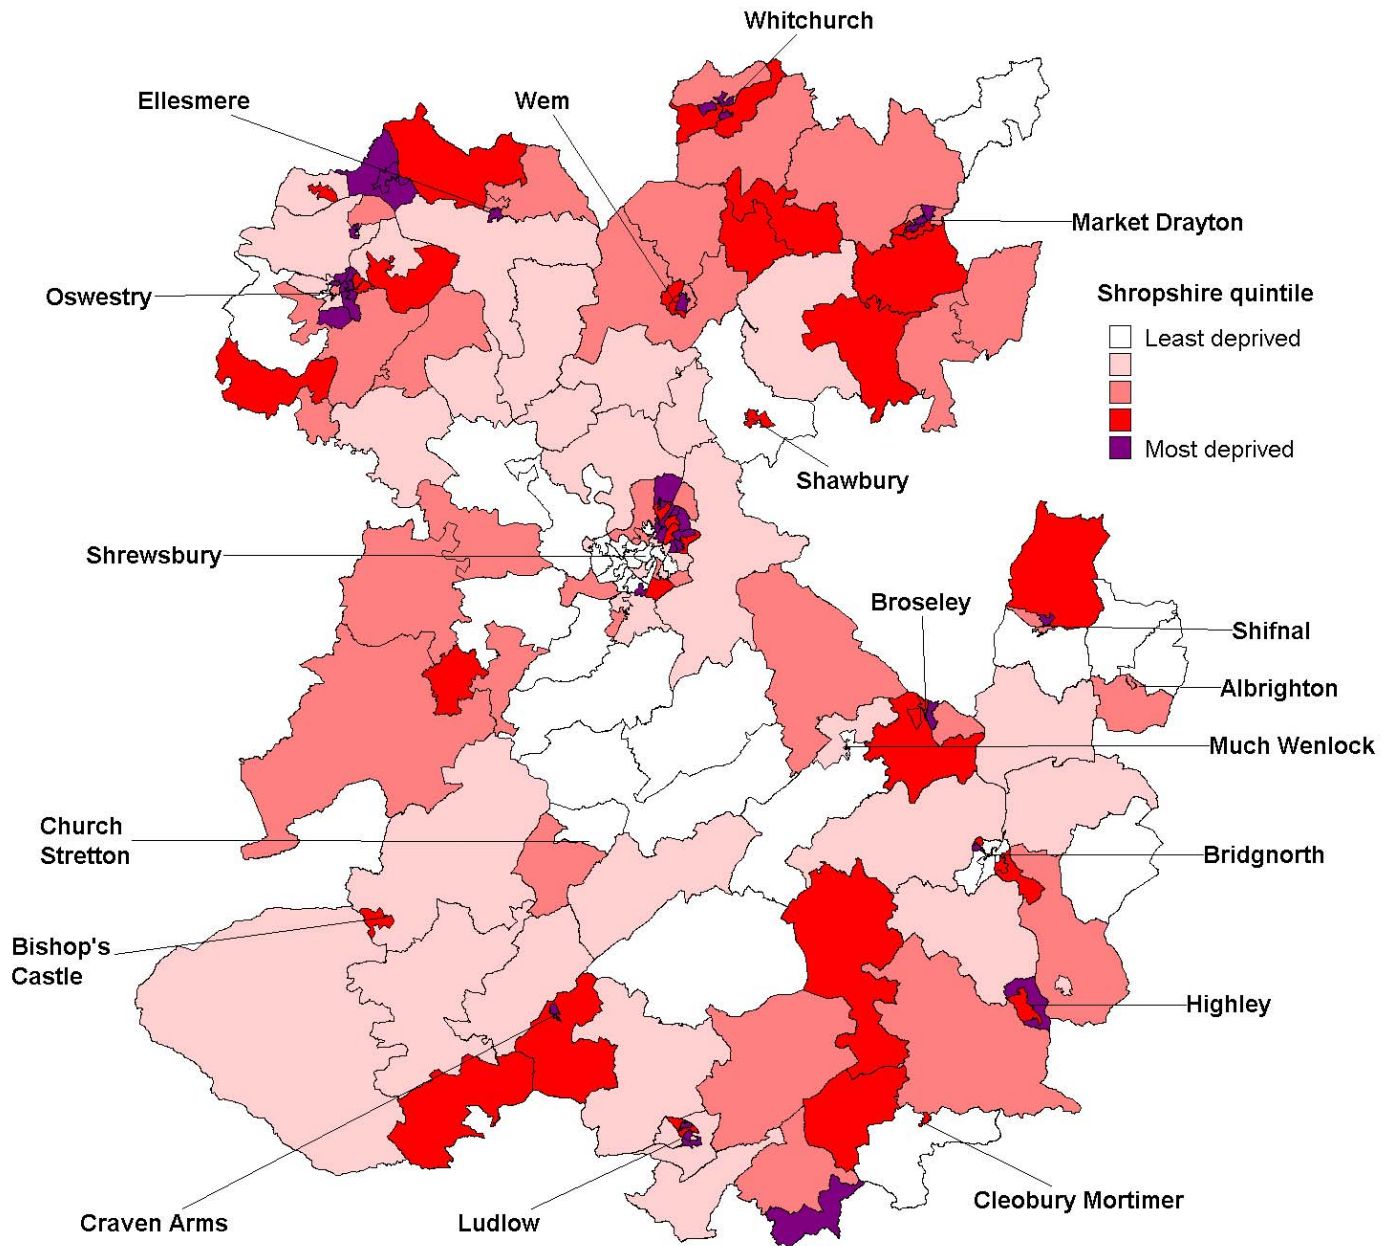 Whitchurch
Ellesmere
Wem
Market Drayton
Oswestry
Shropshire quintile
Least deprived
Most deprived
Shawbury
Shrewsbury
Broseley
Shifnal
Albrighton
Much Wenlock
Church
Stretton
Bridgnorth
Bishop's
Castle
Highley
Craven Arms
Ludlow
Cleobury Mortimer